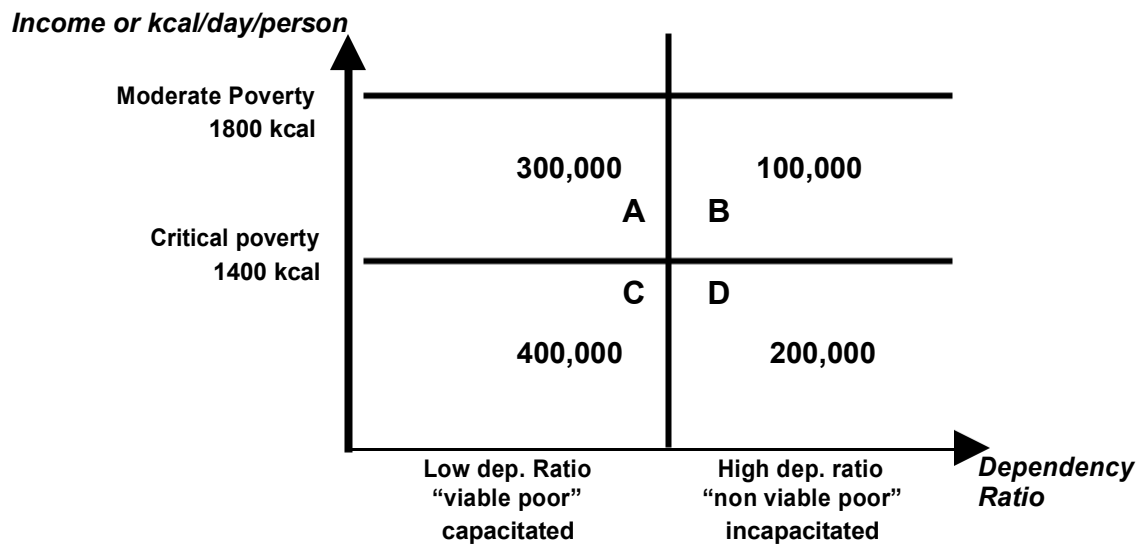 Income or kcal/day/person
Moderate Poverty
1800 kcal
300,000
100,000
A
B
Critical poverty
1400 kcal
C
D
400,000
200,000
Low dep. Ratio
“viable poor”
capacitated
High dep. ratio
“non viable poor”
incapacitated
Dependency
Ratio